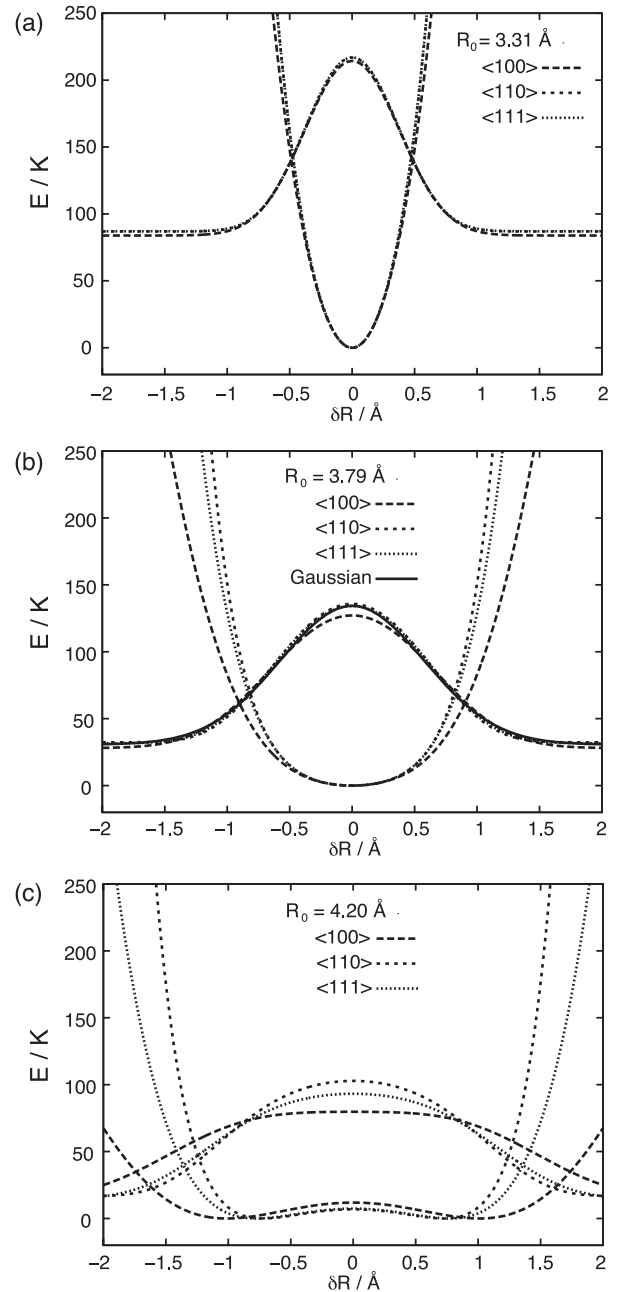 (a)
250
200
150
100
50
0
E / K
R0 = 3.31 Å
<100>
<110>
<111>
−2 −1.5 −1 −0.5 0 0.5 1 1.5 2
δR / Å
(b)
250
200
150
100
50
0
E / K
R0 = 3.79 Å
<100>
<110>
<111>
Gaussian
−2 −1.5 −1 −0.5 0 0.5 1 1.5 2
δR / Å
(c)
250
200
150
100
50
0
E / K
R0 = 4.20 Å
<100>
<110>
<111>
−2 −1.5 −1 −0.5 0 0.5 1 1.5 2
δR / Å